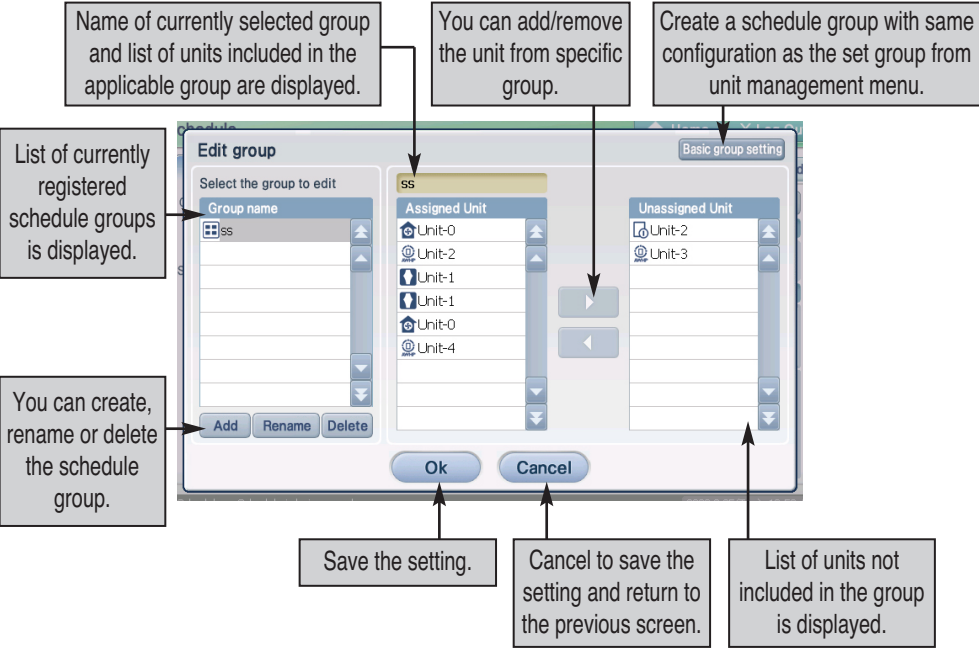 Name of currently selected group
and list of units included in the
applicable group are displayed.
You can add/remove
the unit from specific
group.
Create a schedule group with same
configuration as the set group from
unit management menu.
List of currently
registered
schedule groups
is displayed.
Edit group
Basic group setting
Select the group to edit
Group name
ss
ss
Assigned Unit
Unit-0
Unit-2
Unit-1
Unit-1
Unit-0
Unit-4
Unassigned Unit
Unit-2
Unit-3
You can create,
rename or delete
the schedule
group.
Add
Rename
Delete
Ok
Cancel
Save the setting.
Cancel to save the
setting and return to
the previous screen.
List of units not
included in the group
is displayed.